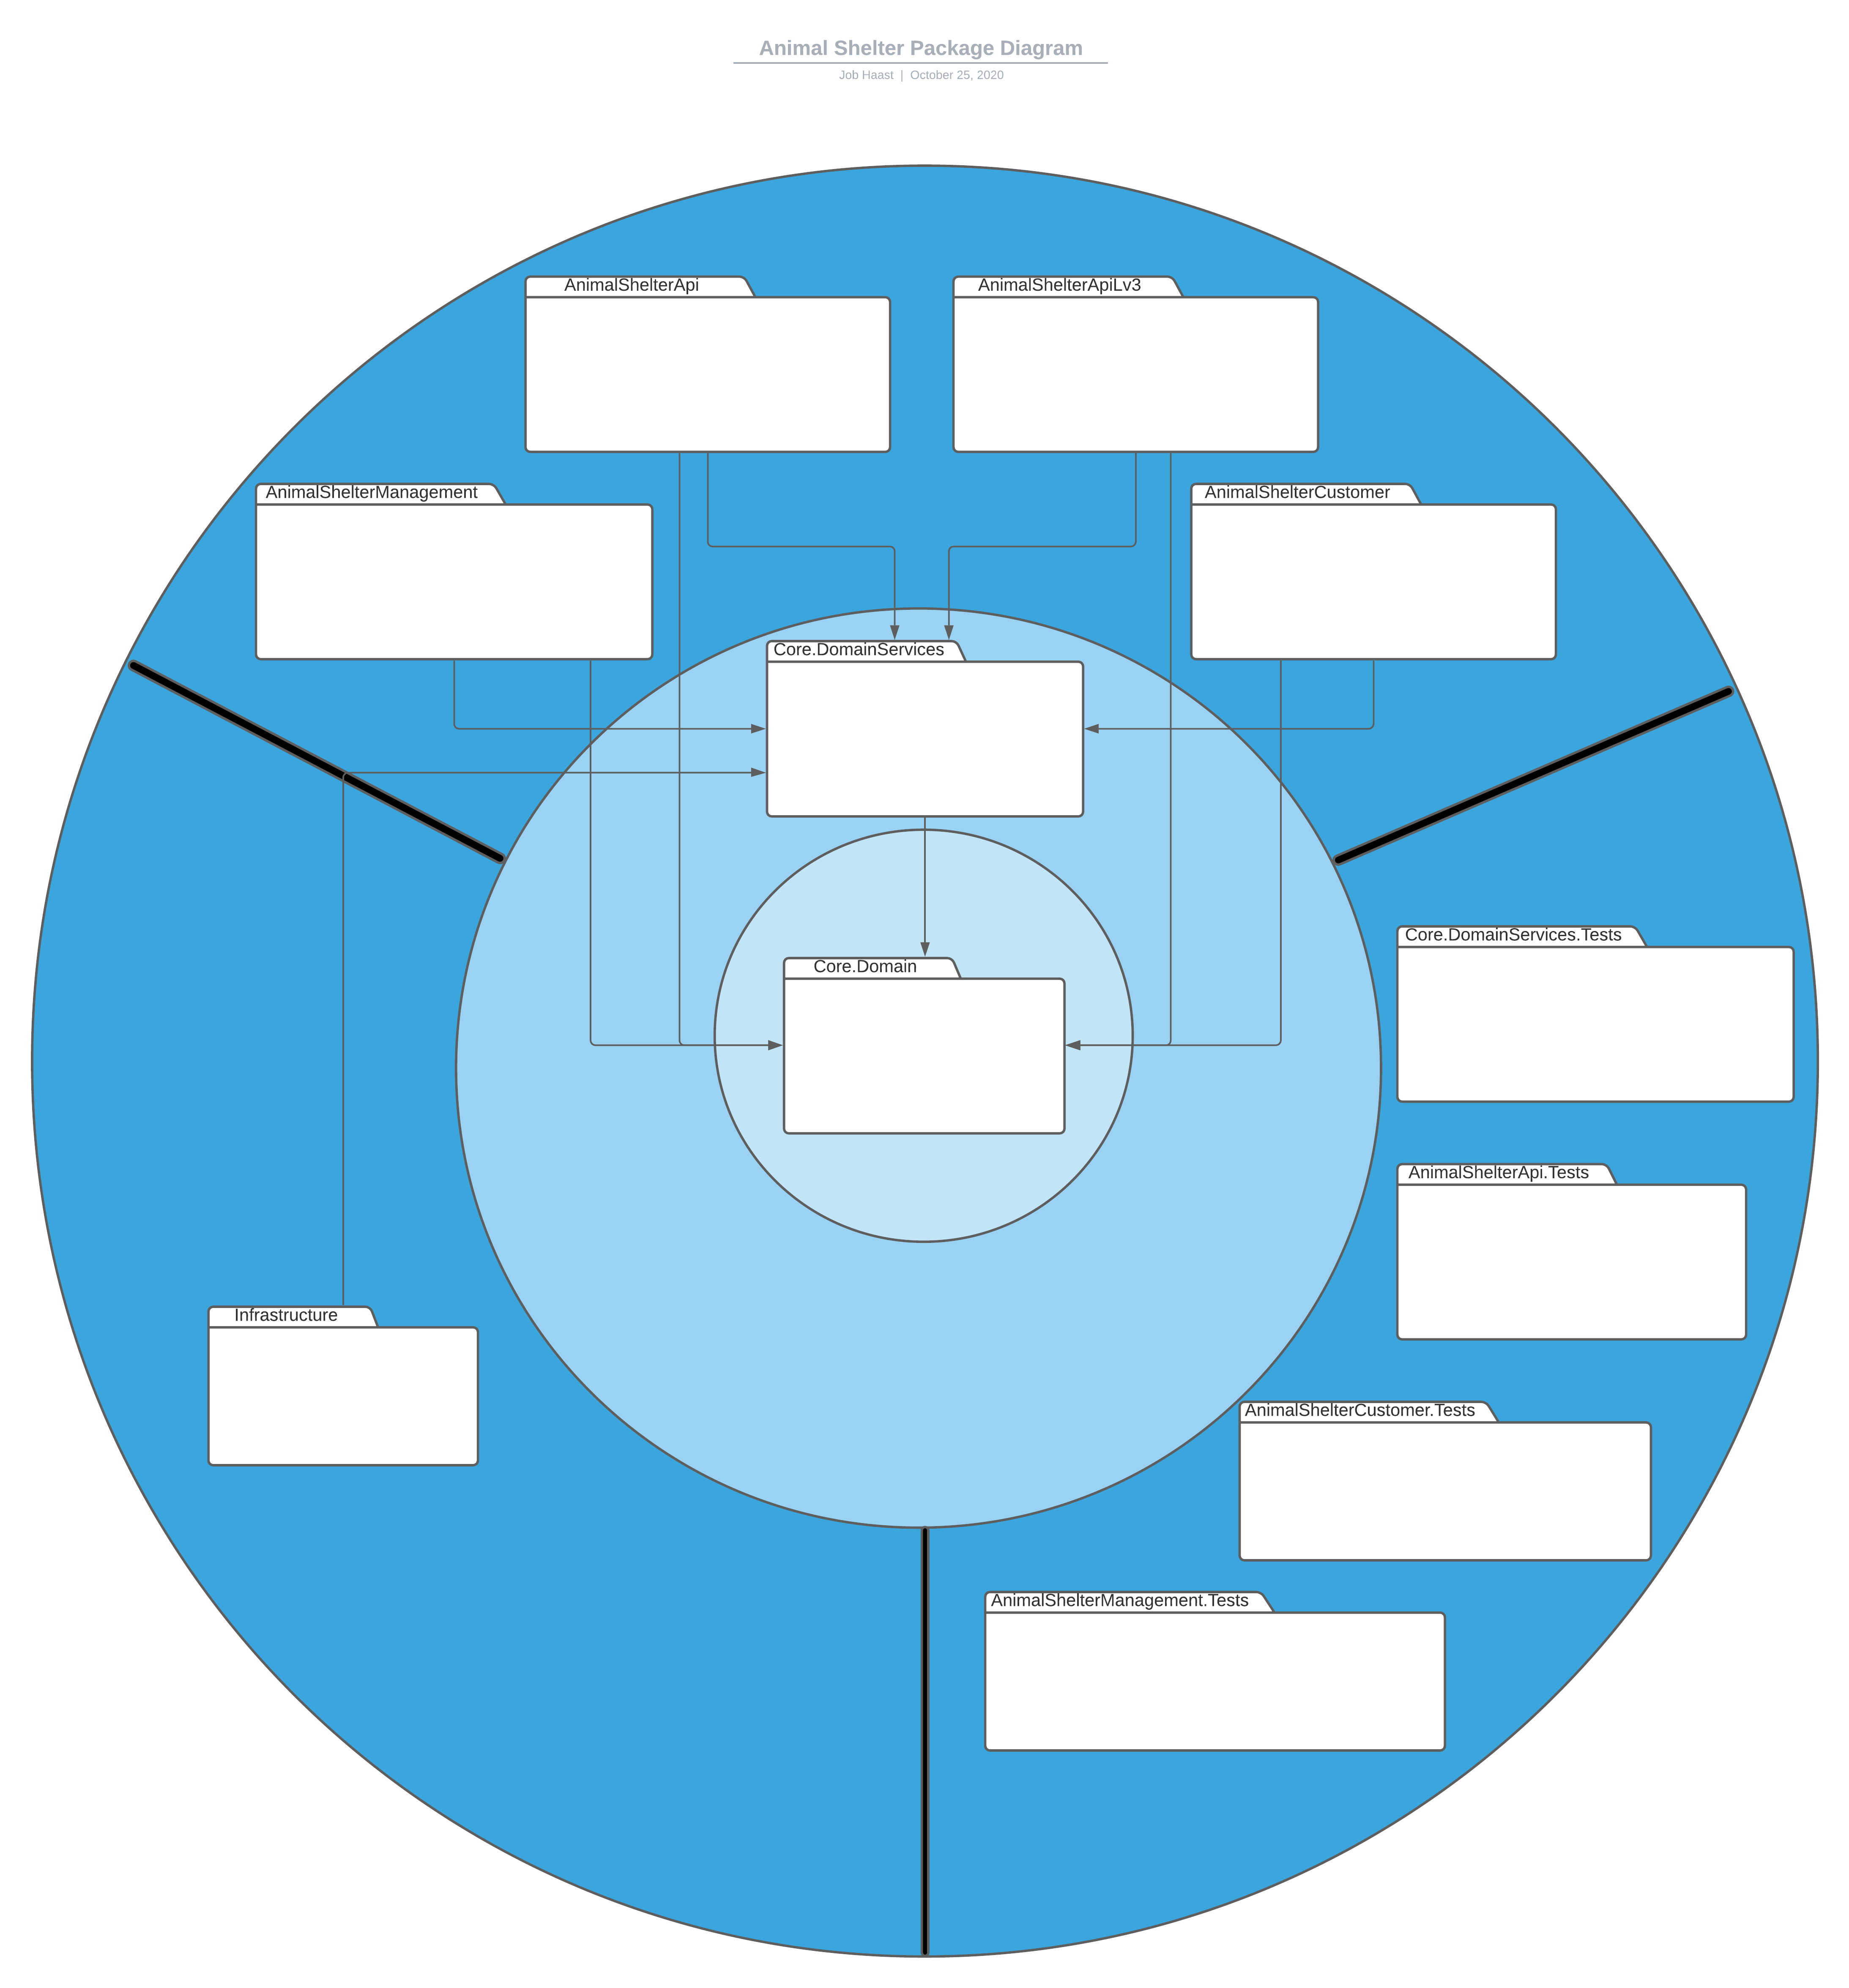 Animal Shelter Package Diagram
Job Haast | October 25, 2020
AnimalShelterApi
AnimalShelterApiLv3
AnimalShelterManagement
AnimalShelterCustomer
Core.DomainServices
Core.DomainServices.Tests
Core.Domain
AnimalShelterApi.Tests
Infrastructure
AnimalShelterCustomer.Tests
AnimalShelterManagement.Tests